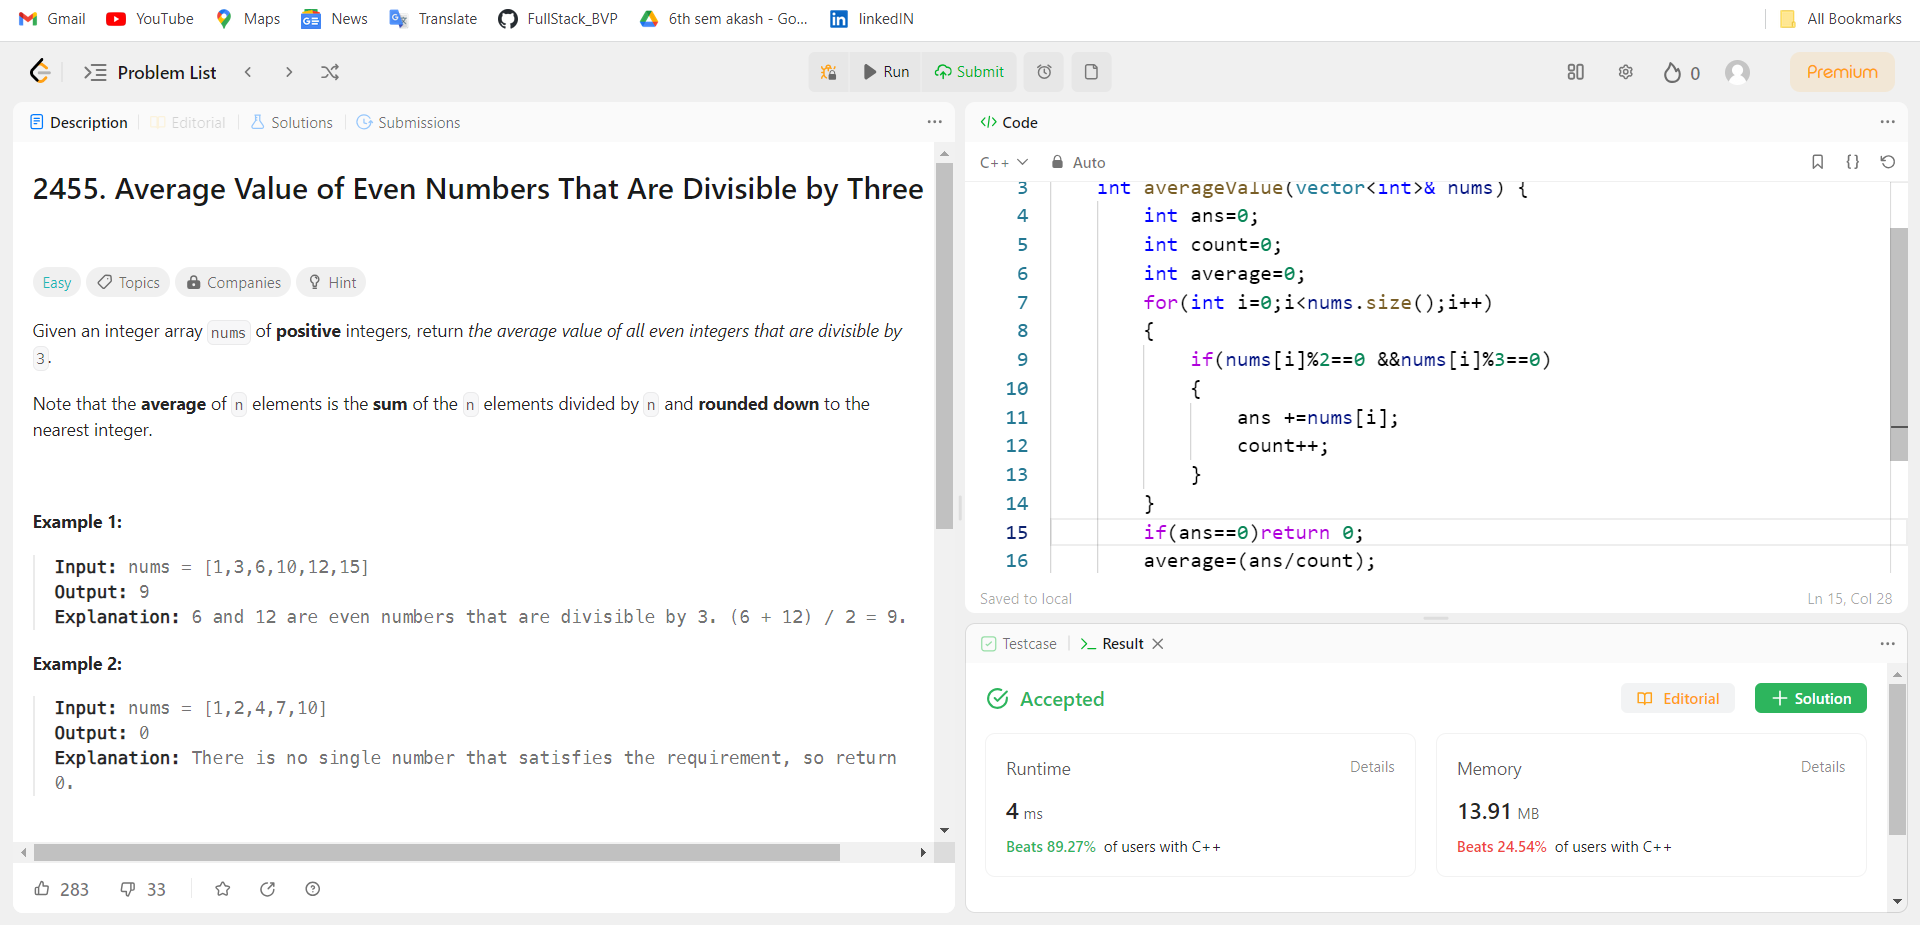 Gmail YouTube Maps News Translate FullStack_BVP 6th sem akash - Go... linkedIN All Bookmarks
Problem List Run Submit 0 Premium
Description Editorial Solutions Submissions
2455. Average Value of Even Numbers That Are Divisible by Three
Easy Topics Companies Hint
Given an integer array nums of positive integers, return the average value of all even integers that are divisible by
3.
Note that the average of n elements is the sum of the n elements divided by n and rounded down to the
nearest integer.
Example 1:
Input: nums = [1,3,6,10,12,15]
Output: 9
Explanation: 6 and 12 are even numbers that are divisible by 3. (6 + 12) / 2 = 9.
Example 2:
Input: nums = [1,2,4,7,10]
Output: 0
Explanation: There is no single number that satisfies the requirement, so return
0.
283 33
</> Code
C++ Auto {}
3 int averageValue(vector<int>& nums) {
4 int ans=0;
5 int count=0;
6 int average=0;
7 for(int i=0;i<nums.size();i++)
8 {
9 if(nums[i]%2==0 &&nums[i]%3==0)
10 {
11 ans +=nums[i];
12 count++;
13 }
14 }
15 if(ans==0)return 0;
16 average=(ans/count);
Saved to local Ln 15, Col 28
Testcase >_ Result
Accepted Editorial Solution
Runtime Details
4 ms
Beats 89.27% of users with C++
Memory Details
13.91 MB
Beats 24.54% of users with C++